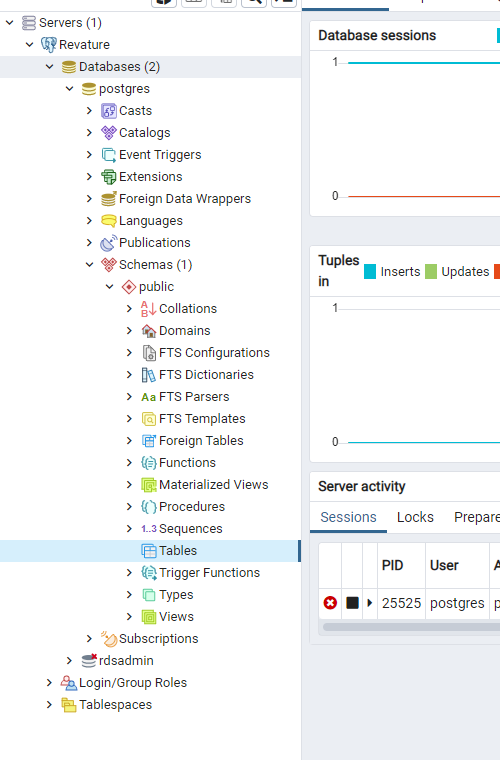 Servers (1)
Revature
Databases (2)
postgres
Casts
Catalogs
Event Triggers
Extensions
Foreign Data Wrappers
Languages
Publications
Schemas (1)
public
Collations
Domains
FTS Configurations
FTS Dictionaries
Aa FTS Parsers
FTS Templates
Foreign Tables
Functions
Materialized Views
Procedures
1..3 Sequences
Tables
Trigger Functions
Types
Views
Subscriptions
rdsadmin
Login/Group Roles
Tablespaces
Database sessions
1
0
Tuples in
Inserts Updates
1
0
Server activity
Sessions Locks Prepare
PID User A
25525 postgres p